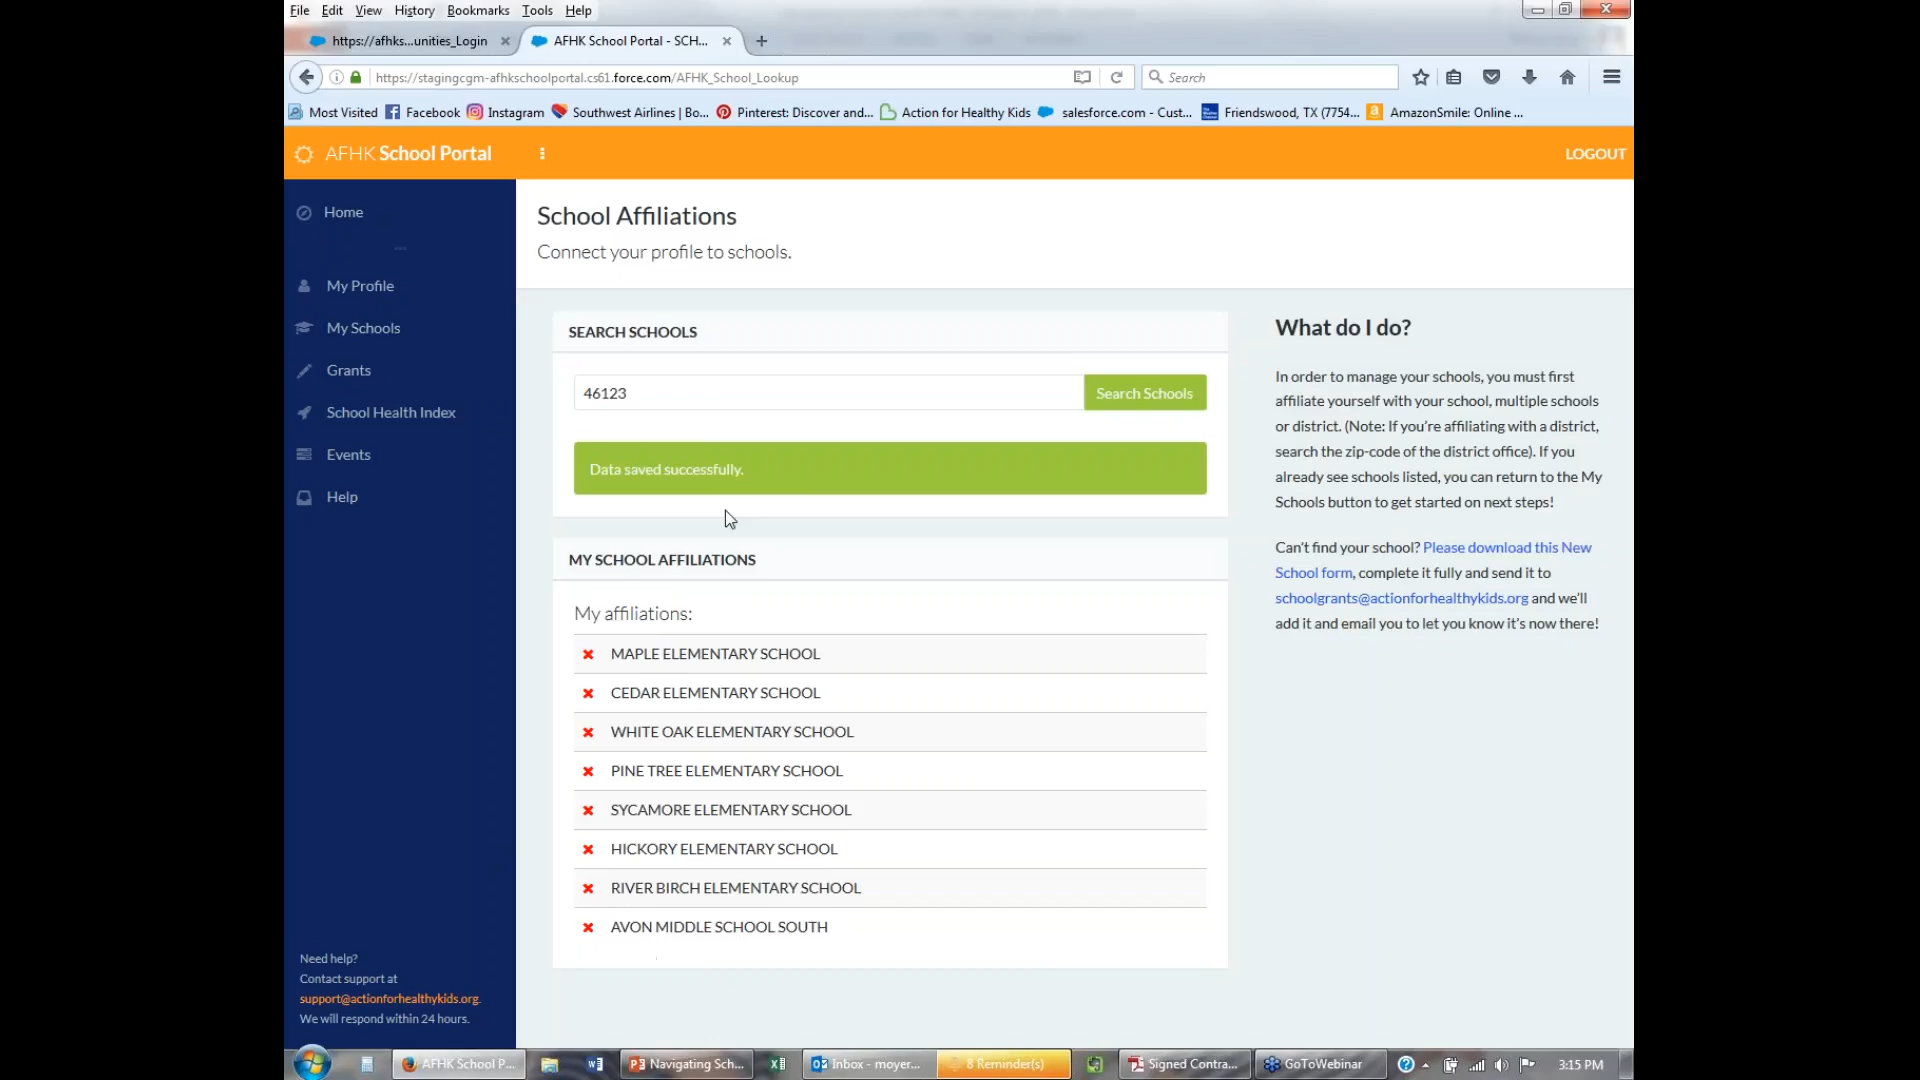 File Edit View History Bookmarks Tools Help
https://afhks...unities_Login
AFHK School Portal - SCH...
https://stagingcgm-afhkschoolportal.cs61.force.com/AFHK_School_Lookup
Search
Most Visited Facebook Instagram Southwest Airlines | Bo... Pinterest: Discover and... Action for Healthy Kids salesforce.com - Cust... Friendswood, TX (7754... AmazonSmile: Online ...
AFHK School Portal
LOGOUT
Home
My Profile
My Schools
Grants
School Health Index
Events
Help
Need help?
Contact support at
support@actionforhealthykids.org.
We will respond within 24 hours.
School Affiliations
Connect your profile to schools.
SEARCH SCHOOLS
46123
Search Schools
Data saved successfully.
MY SCHOOL AFFILIATIONS
My affiliations:
MAPLE ELEMENTARY SCHOOL
CEDAR ELEMENTARY SCHOOL
WHITE OAK ELEMENTARY SCHOOL
PINE TREE ELEMENTARY SCHOOL
SYCAMORE ELEMENTARY SCHOOL
HICKORY ELEMENTARY SCHOOL
RIVER BIRCH ELEMENTARY SCHOOL
AVON MIDDLE SCHOOL SOUTH
What do I do?
In order to manage your schools, you must first
affiliate yourself with your school, multiple schools
or district. (Note: If you're affiliating with a district,
search the zip-code of the district office). If you
already see schools listed, you can return to the My
Schools button to get started on next steps!
Can't find your school? Please download this New
School form, complete it fully and send it to
schoolgrants@actionforhealthykids.org and we'll
add it and email you to let you know it's now there!
AFHK School P... Navigating Sch... Inbox - moyer... 8 Reminder(s) Signed Contra... GoToWebinar 3:15 PM